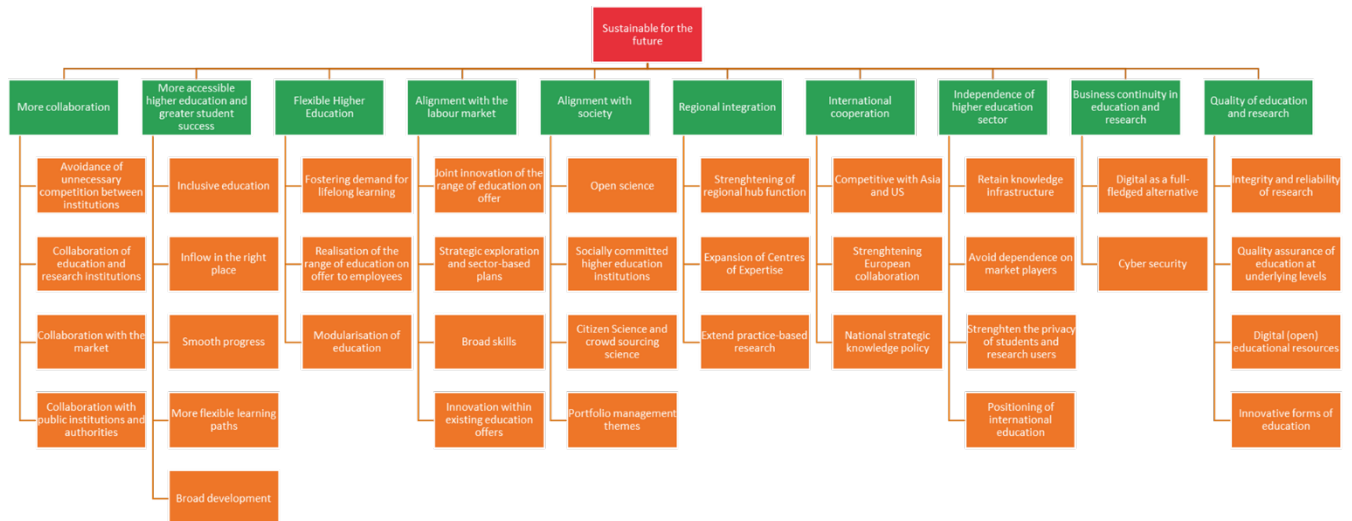 Sustainable for the
future
More collaboration
More accessible
higher education and
greater student
success
Flexible Higher
Education
Alignment with the
labour market
Alignment with
society
Regional integration
International
cooperation
Independence of
higher education
sector
Business continuity in
education and
research
Quality of education
and research
Avoidance of
unnecessary
competition between
institutions
Collaboration of
education and
research institutions
Collaboration with the
market
Collaboration with
public institutions and
authorities
Inclusive education
Inflow in the right
place
Smooth progress
More flexible learning
paths
Broad development
Fostering demand for
lifelong learning
Realisation of the
range of education on
offer to employees
Modularisation of
education
Joint innovation of the
range of education on
offer
Strategic exploration
and sector-based
plans
Broad skills
Innovation within
existing education
offers
Open science
Socially committed
higher education
institutions
Citizen Science and
crowd sourcing
science
Portfolio management
themes
Strenghtening of
regional hub function
Expansion of Centres
of Expertise
Extend practice-based
research
Competitive with Asia
and US
Strenghtening
European
collaboration
National strategic
knowledge policy
Retain knowledge
infrastructure
Avoid dependence on
market players
Strenghten the privacy
of students and
research users
Positioning of
international
education
Digital as a full-
fledged alternative
Cyber security
Integrity and reliability
of research
Quality assurance of
education at
underlying levels
Digital (open)
educational resources
Innovative forms of
education